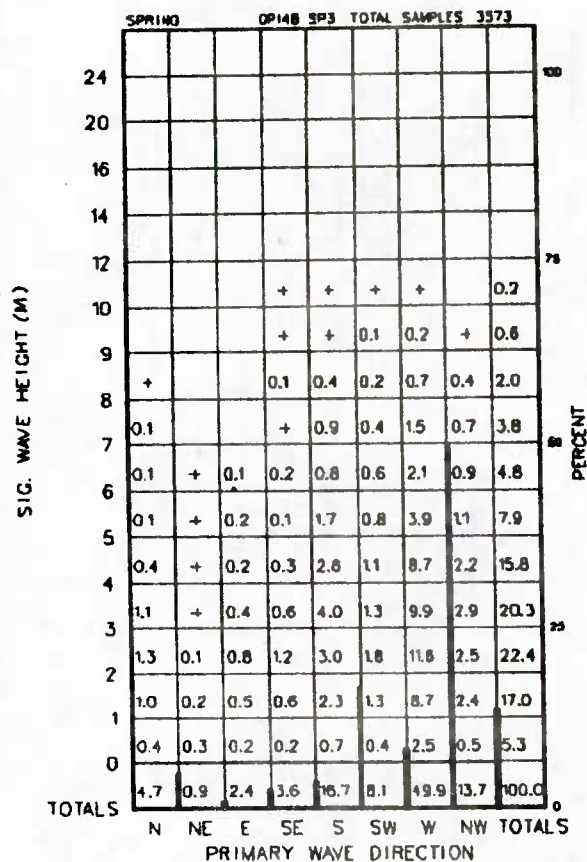 SPRING OP14B SP3 TOTAL SAMPLES 3573
24 100
20
16
14
12 75
+ + + + 0.2
10
+ + 0.1 0.2 + 0.6
9
+ 0.1 0.4 0.2 0.7 0.4 2.0
8
0.1 + 0.9 0.4 1.5 0.7 3.8
7 50
0.1 + 0.1 0.2 0.8 0.6 2.1 0.9 4.8
6
0.1 + 0.2 0.1 1.7 0.8 3.9 1.1 7.9
5
0.4 + 0.2 0.3 2.8 1.1 8.7 2.2 15.8
4
1.1 + 0.4 0.6 4.0 1.3 9.9 2.9 20.3
3 25
1.3 0.1 0.8 1.2 3.0 1.8 11.6 2.5 22.4
2
1.0 0.2 0.5 0.6 2.3 1.3 8.7 2.4 17.0
1
0.4 0.3 0.2 0.2 0.7 0.4 2.5 0.5 5.3
0
4.7 0.9 2.4 3.6 16.7 8.1 49.9 13.7 100.0
TOTALS 0
N NE E SE S SW W NW TOTALS
PRIMARY WAVE DIRECTION
SIG. WAVE HEIGHT (M)
PERCENT